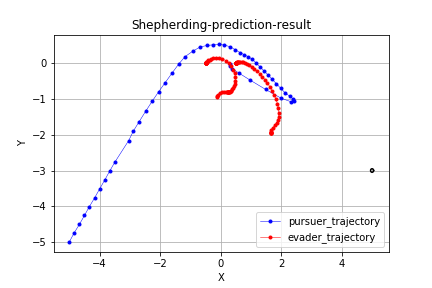 Shepherding-prediction-result
0
−1
−2
−3
−4
−5
Y
−4
−2
0
2
4
X
pursuer_trajectory
evader_trajectory